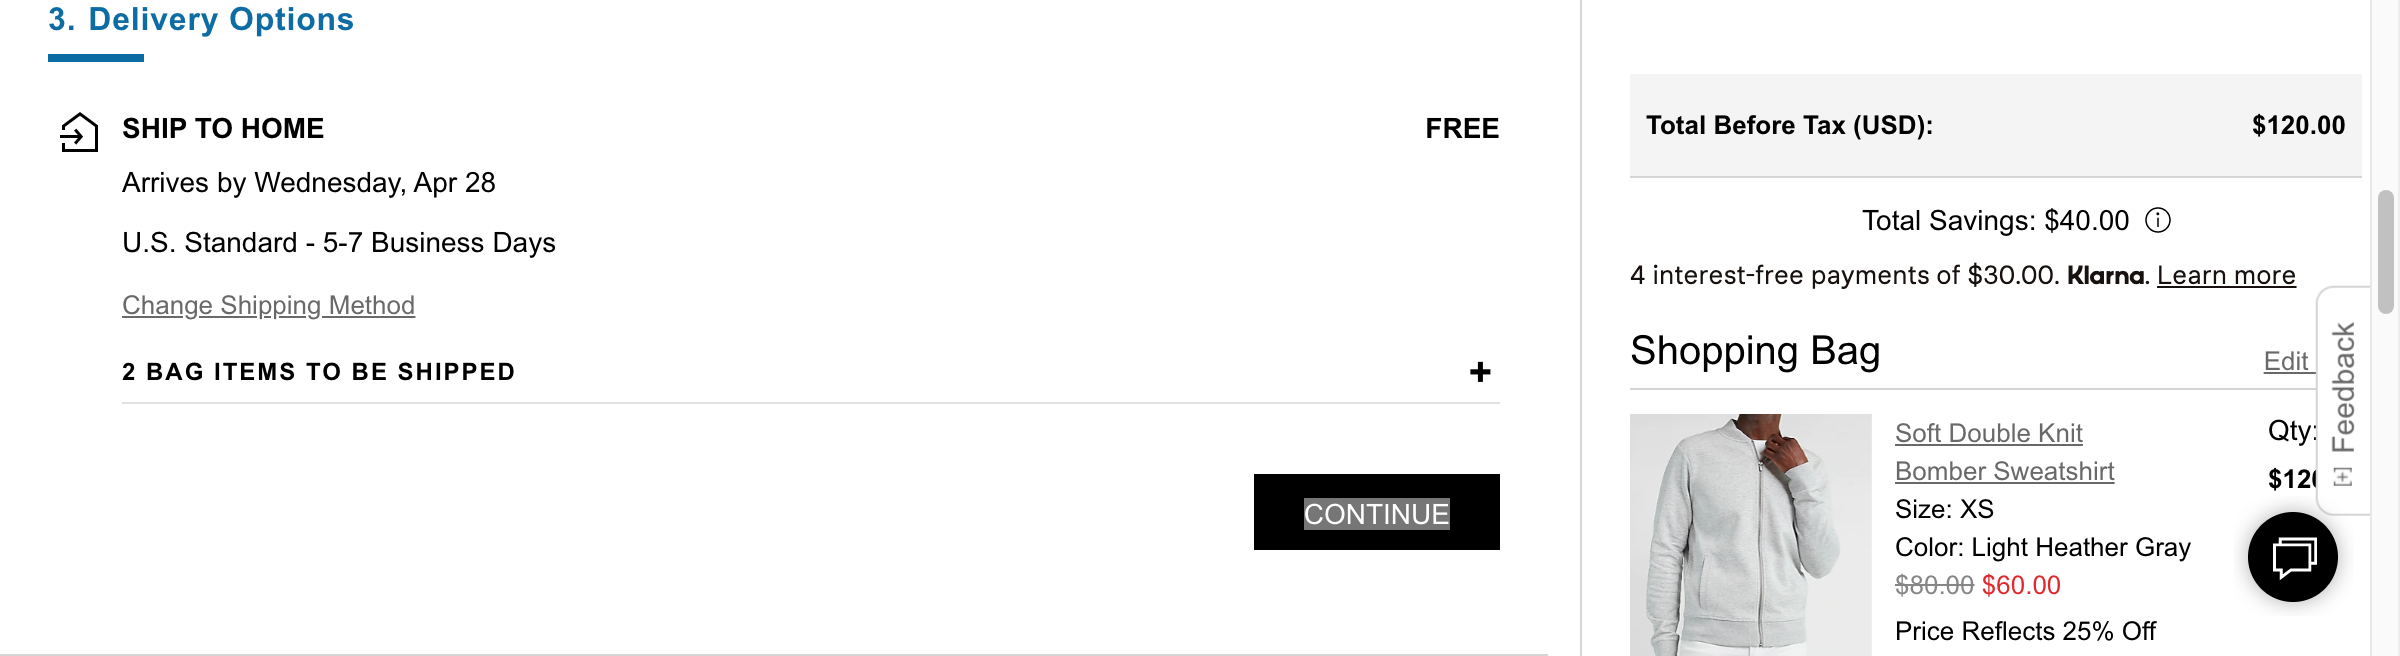 3. Delivery Options
SHIP TO HOME
FREE
Arrives by Wednesday, Apr 28
U.S. Standard - 5-7 Business Days
Change Shipping Method
2 BAG ITEMS TO BE SHIPPED
+
CONTINUE
Total Before Tax (USD):
$120.00
Total Savings: $40.00
4 interest-free payments of $30.00. Klarna. Learn more
Shopping Bag
Edit
Soft Double Knit
Bomber Sweatshirt
Size: XS
Color: Light Heather Gray
$80.00 $60.00
Price Reflects 25% Off
Qty:
[+] Feedback